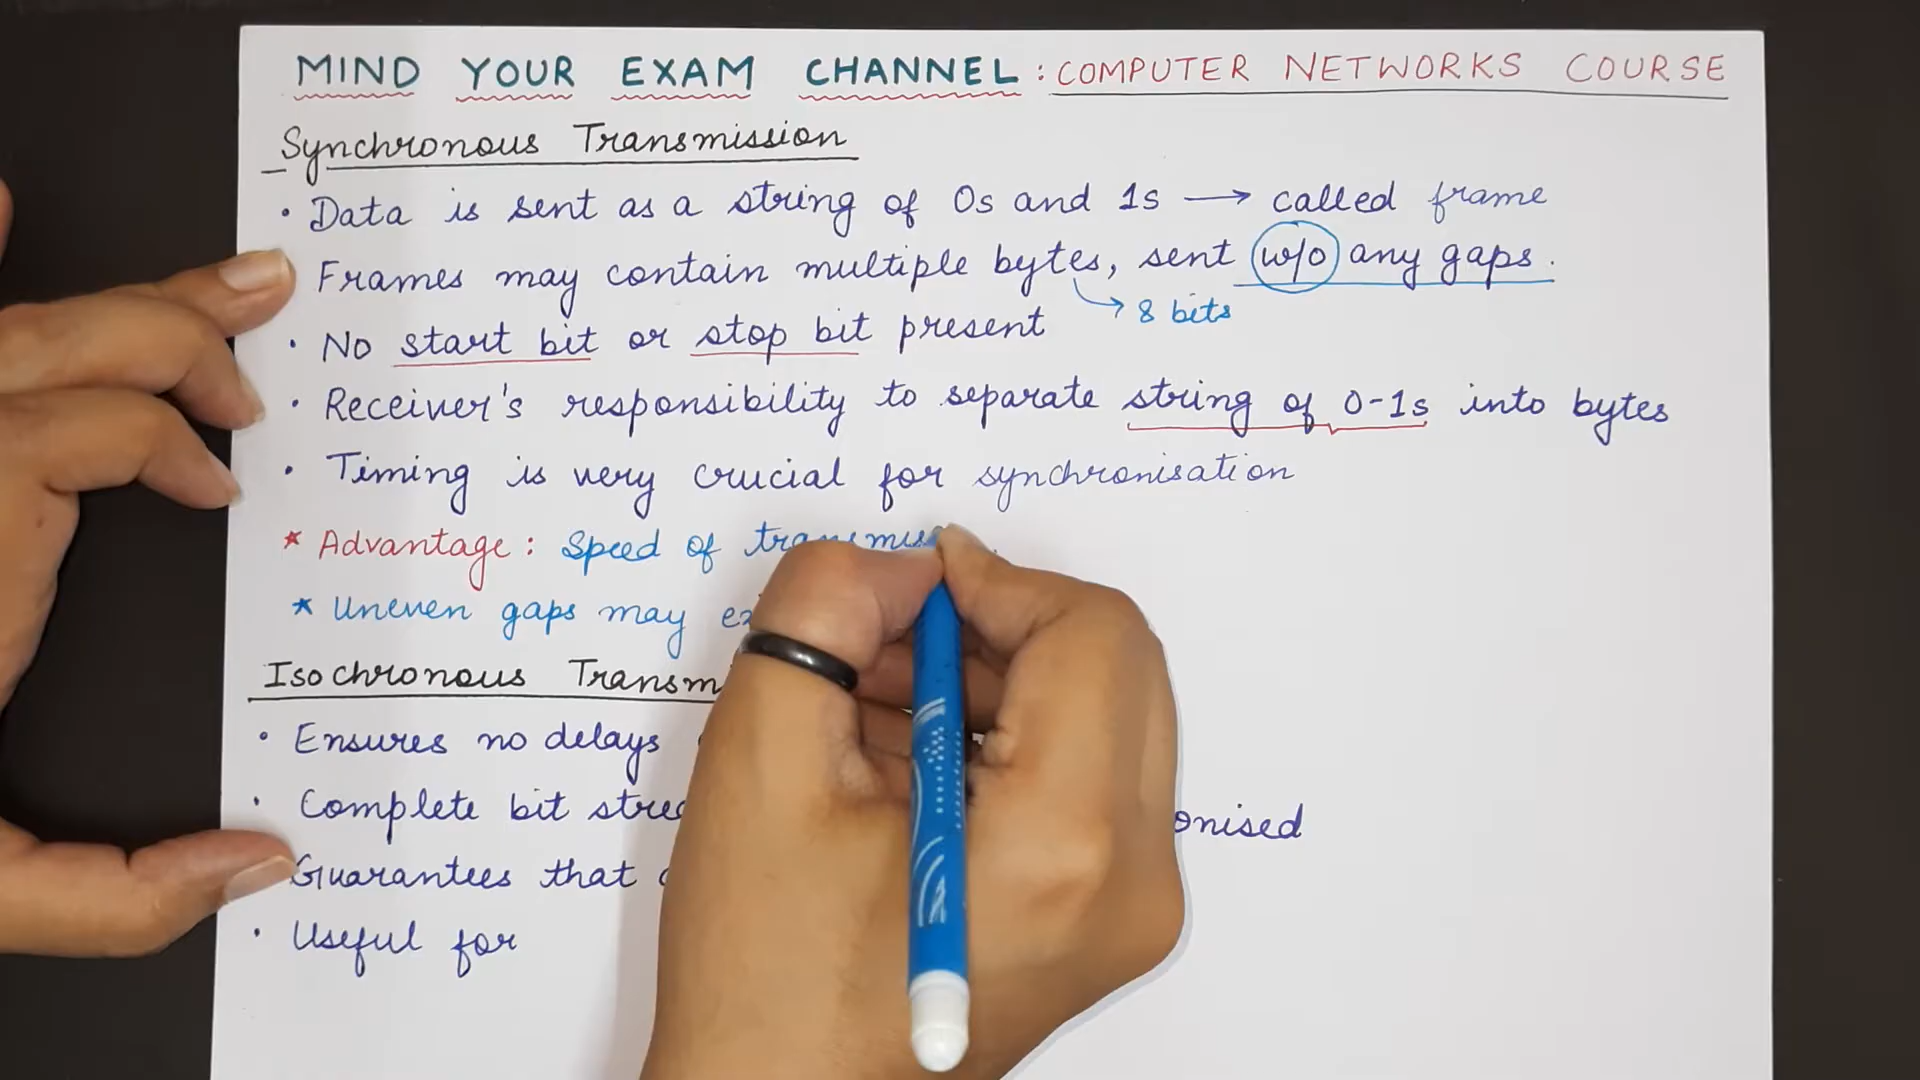 MIND YOUR EXAM CHANNEL : COMPUTER NETWORKS COURSE
Synchronous Transmission
• Data is sent as a string of 0s and 1s → called frame
Frames may contain multiple bytes, sent w/o any gaps.
→ 8 bits
• No start bit or stop bit present
• Receiver's responsibility to separate string of 0-1s into bytes
• Timing is very crucial for synchronisation
* Advantage: Speed of
* Uneven gaps may
Isochronous
• Ensures no delays
• Complete bit
• Guarantees that
• Useful for